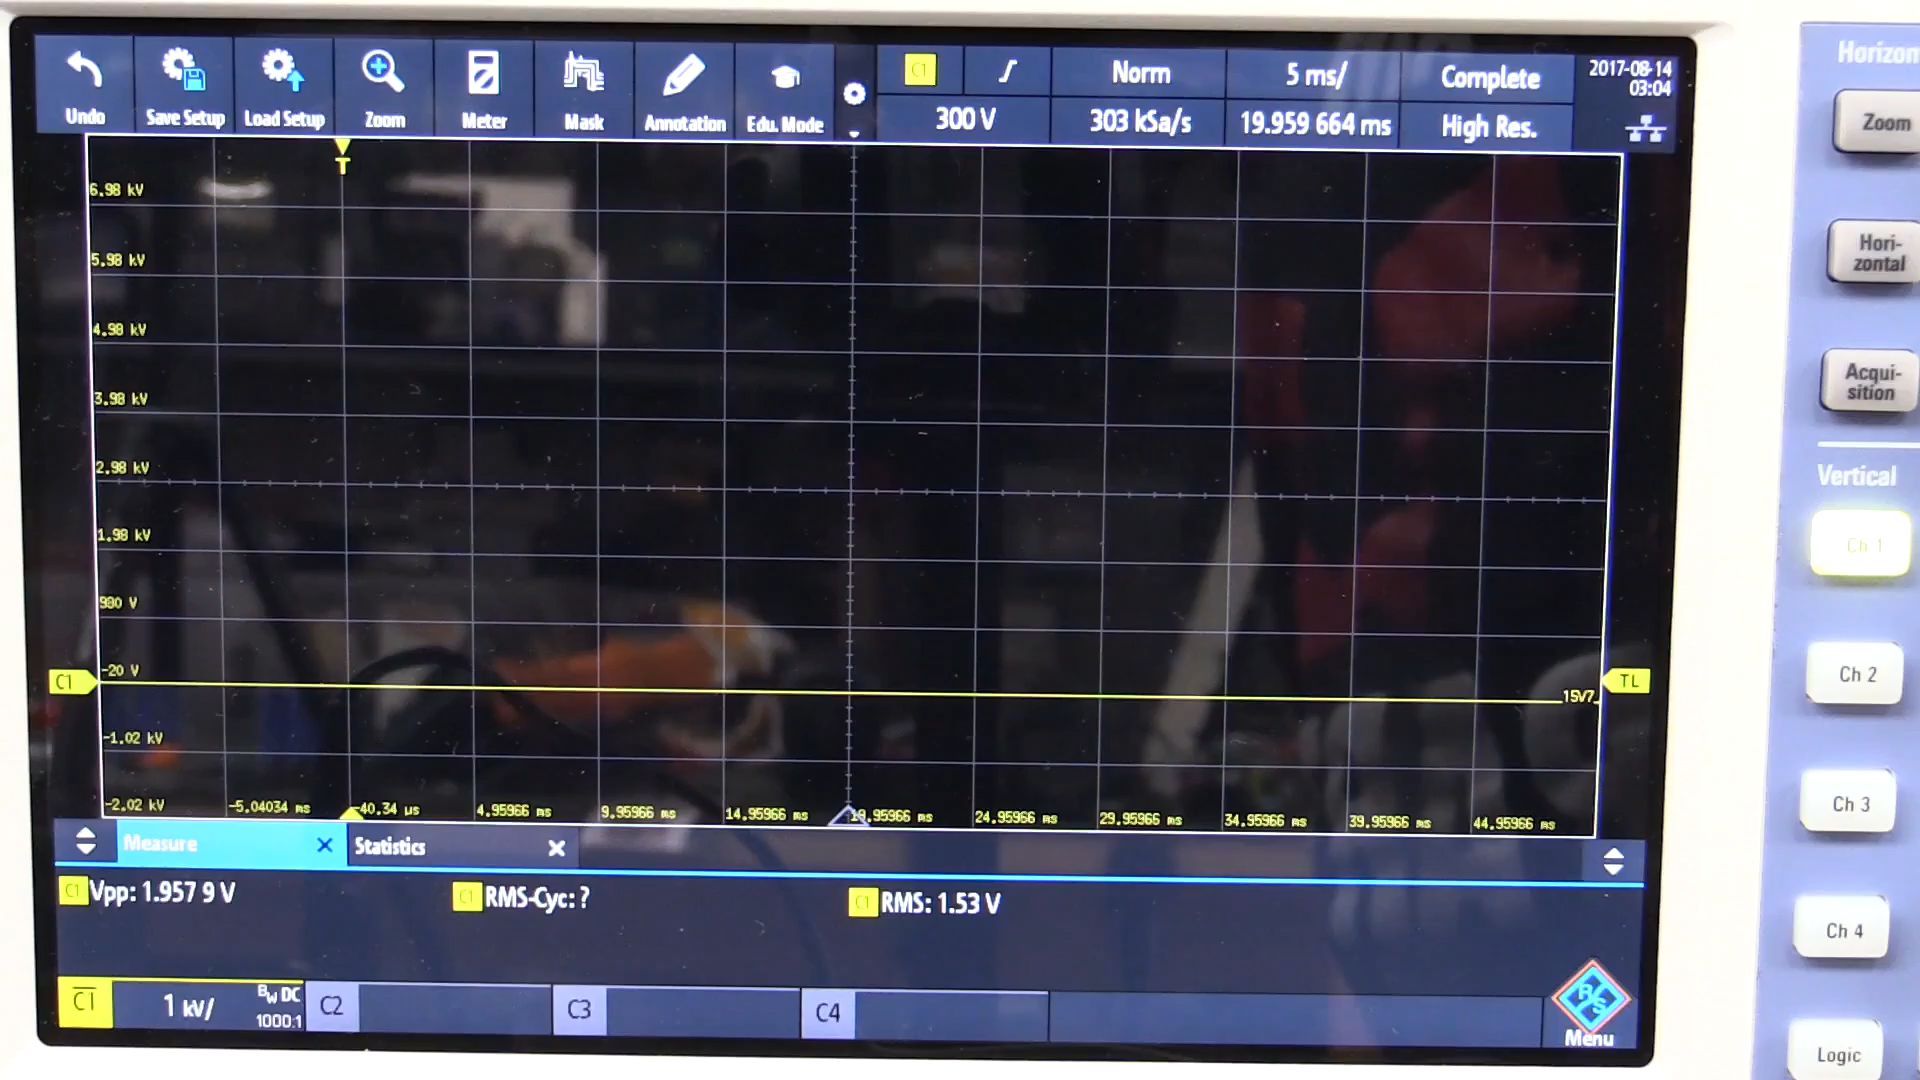 Undo Save Setup Load Setup Zoom Meter Mask Annotation Edu. Mode
C1 Norm 5 ms/ Complete 2017-08-14
03:04
300 V 303 kSa/s 19.959 664 ms High Res.
T
6.98 kV
5.98 kV
4.98 kV
3.98 kV
2.98 kV
1.98 kV
980 V
-20 V
C1
TL
15V7
-1.02 kV
-2.02 kV -5.04034 ms -40.34 µs 4.95966 ms 9.95966 ms 14.95966 ms 19.95966 ms 24.95966 ms 29.95966 ms 34.95966 ms 39.95966 ms 44.95966 ms
Measure Statistics
C1 Vpp: 1.957 9 V C1 RMS-Cyc: ? C1 RMS: 1.53 V
C1 1 kV/ BW DC
1000:1
C2 C3 C4
R/S
Menu
Horizon
Zoom
Hori-
zontal
Acqui-
sition
Vertical
Ch 1
Ch 2
Ch 3
Ch 4
Logic